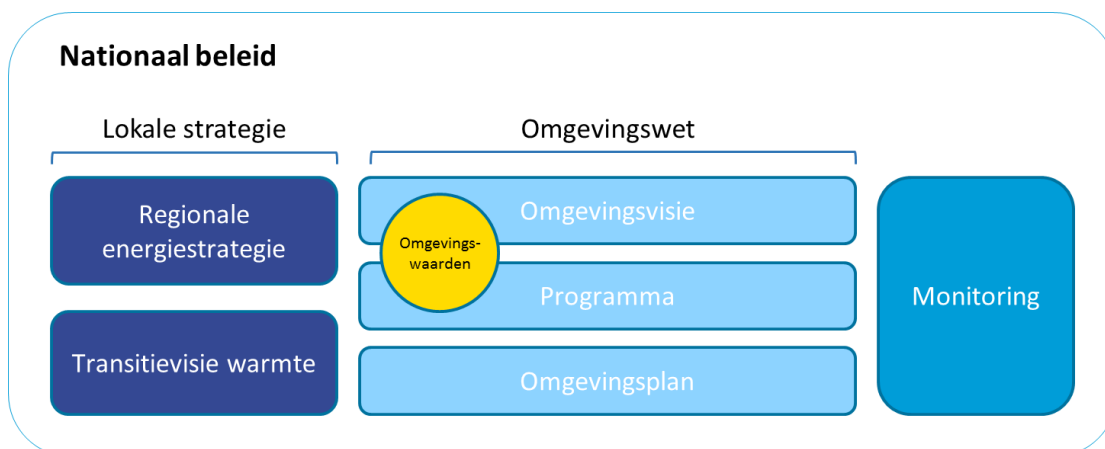 Nationaal beleid
Lokale strategie
Omgevingswet
Regionale
energiestrategie
Transitievisie warmte
Omgevingsvisie
Omgevings-
waarden
Programma
Omgevingsplan
Monitoring